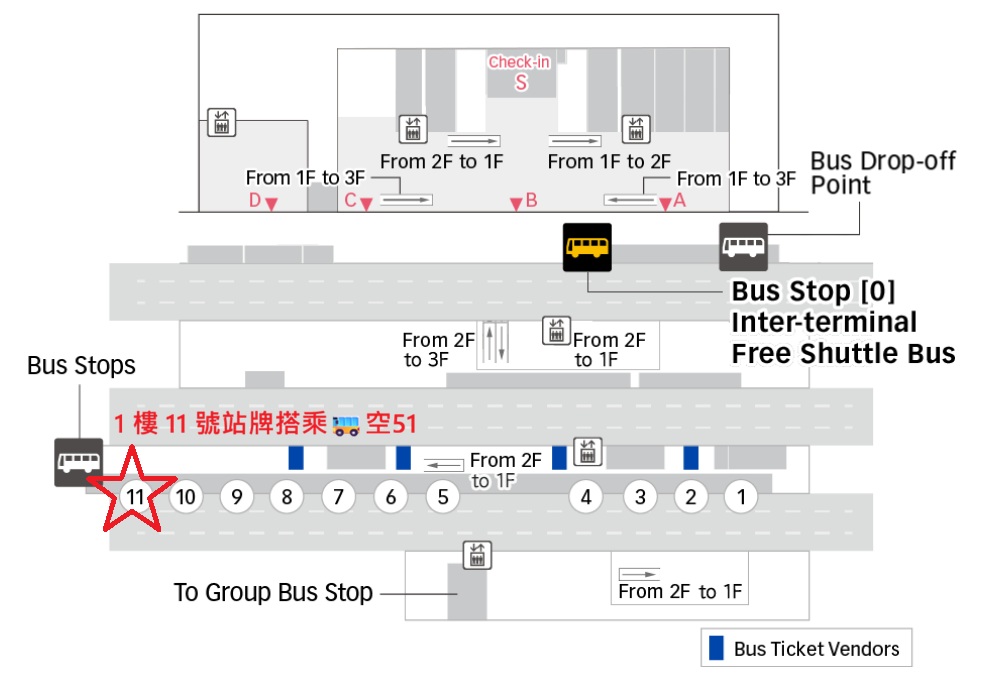 Check-in
S
From 2F to 1F
From 1F to 2F
Bus Drop-off
Point
From 1F to 3F
From 1F to 3F
D
C
B
A
Bus Stop [0]
Inter-terminal
Free Shuttle Bus
From 2F
to 3F
From 2F
to 1F
Bus Stops
1 樓 11 號站牌搭乘 🚌 空51
From 2F
to 1F
11
10
9
8
7
6
5
4
3
2
1
To Group Bus Stop
From 2F to 1F
Bus Ticket Vendors